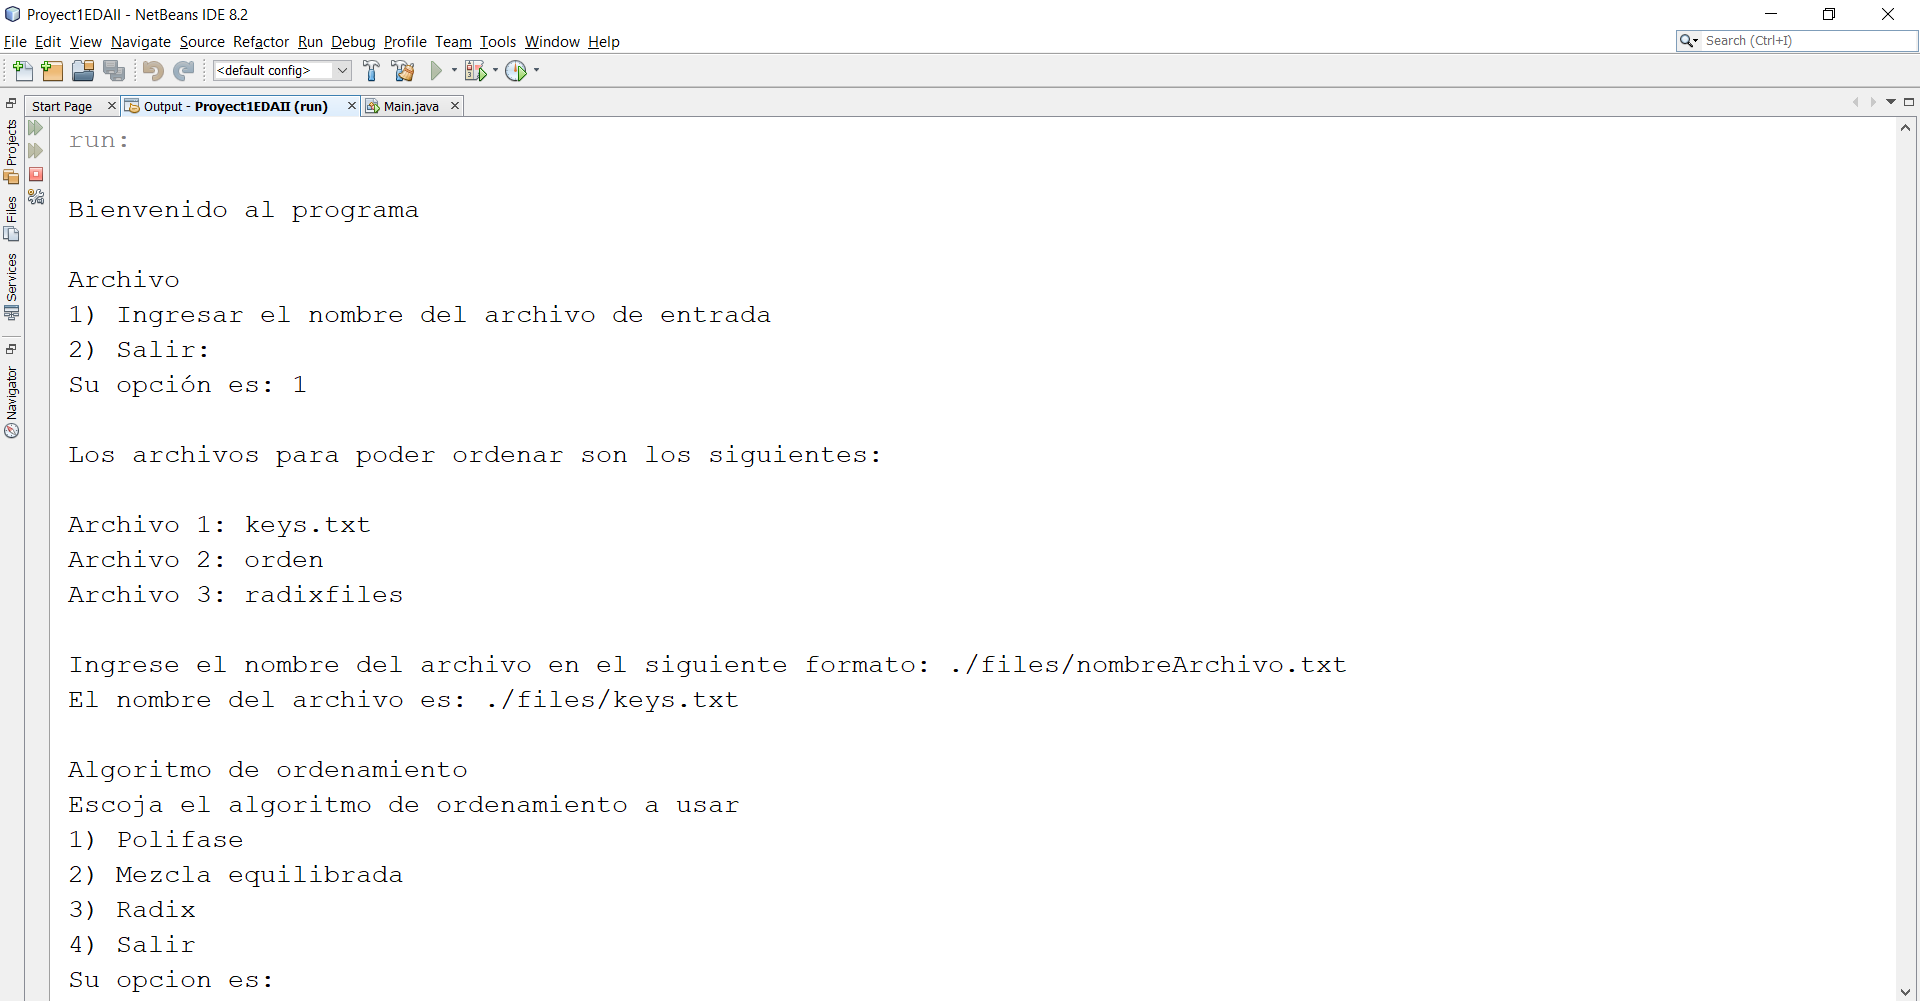 Proyect1EDAII - NetBeans IDE 8.2
File Edit View Navigate Source Refactor Run Debug Profile Team Tools Window Help
Search (Ctrl+I)
<default config>
Start Page
Output - Proyect1EDAII (run)
Main.java
Projects
Files
Services
Navigator
run:
Bienvenido al programa
Archivo
1) Ingresar el nombre del archivo de entrada
2) Salir:
Su opción es: 1
Los archivos para poder ordenar son los siguientes:
Archivo 1: keys.txt
Archivo 2: orden
Archivo 3: radixfiles
Ingrese el nombre del archivo en el siguiente formato: ./files/nombreArchivo.txt
El nombre del archivo es: ./files/keys.txt
Algoritmo de ordenamiento
Escoja el algoritmo de ordenamiento a usar
1) Polifase
2) Mezcla equilibrada
3) Radix
4) Salir
Su opcion es: